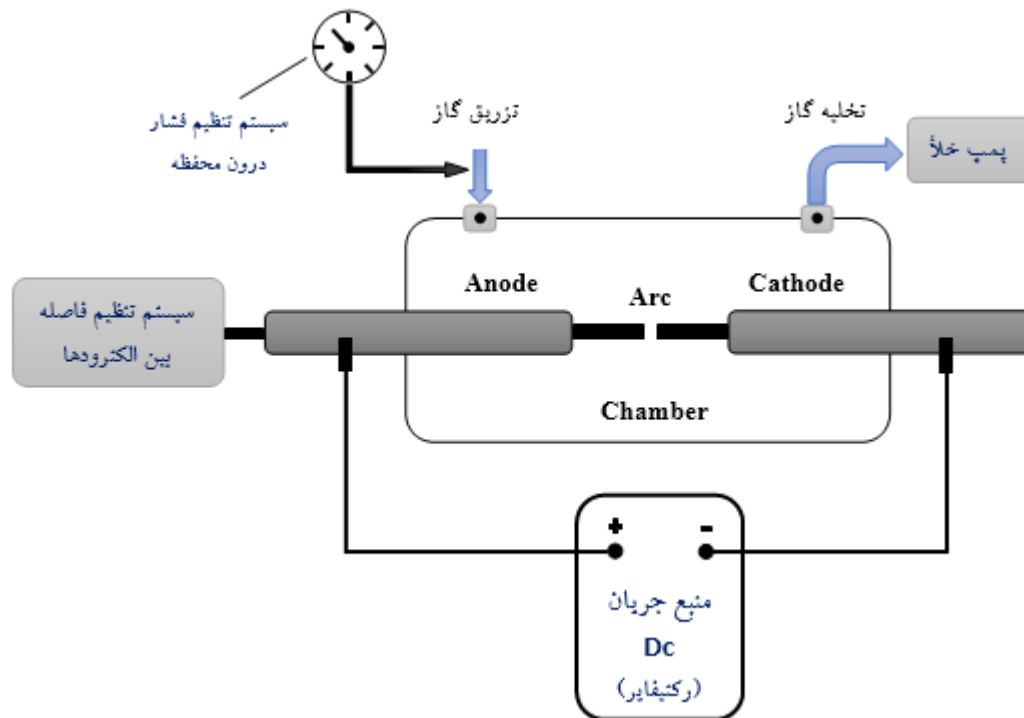 سیستم تنظیم فشار
درون محفظه
تزریق گاز
تخلیه گاز
پمپ خلأ
Anode
Arc
Cathode
سیستم تنظیم فاصله
بین الکترودها
Chamber
+ -
منبع جریان
Dc
(رکتیفایر)